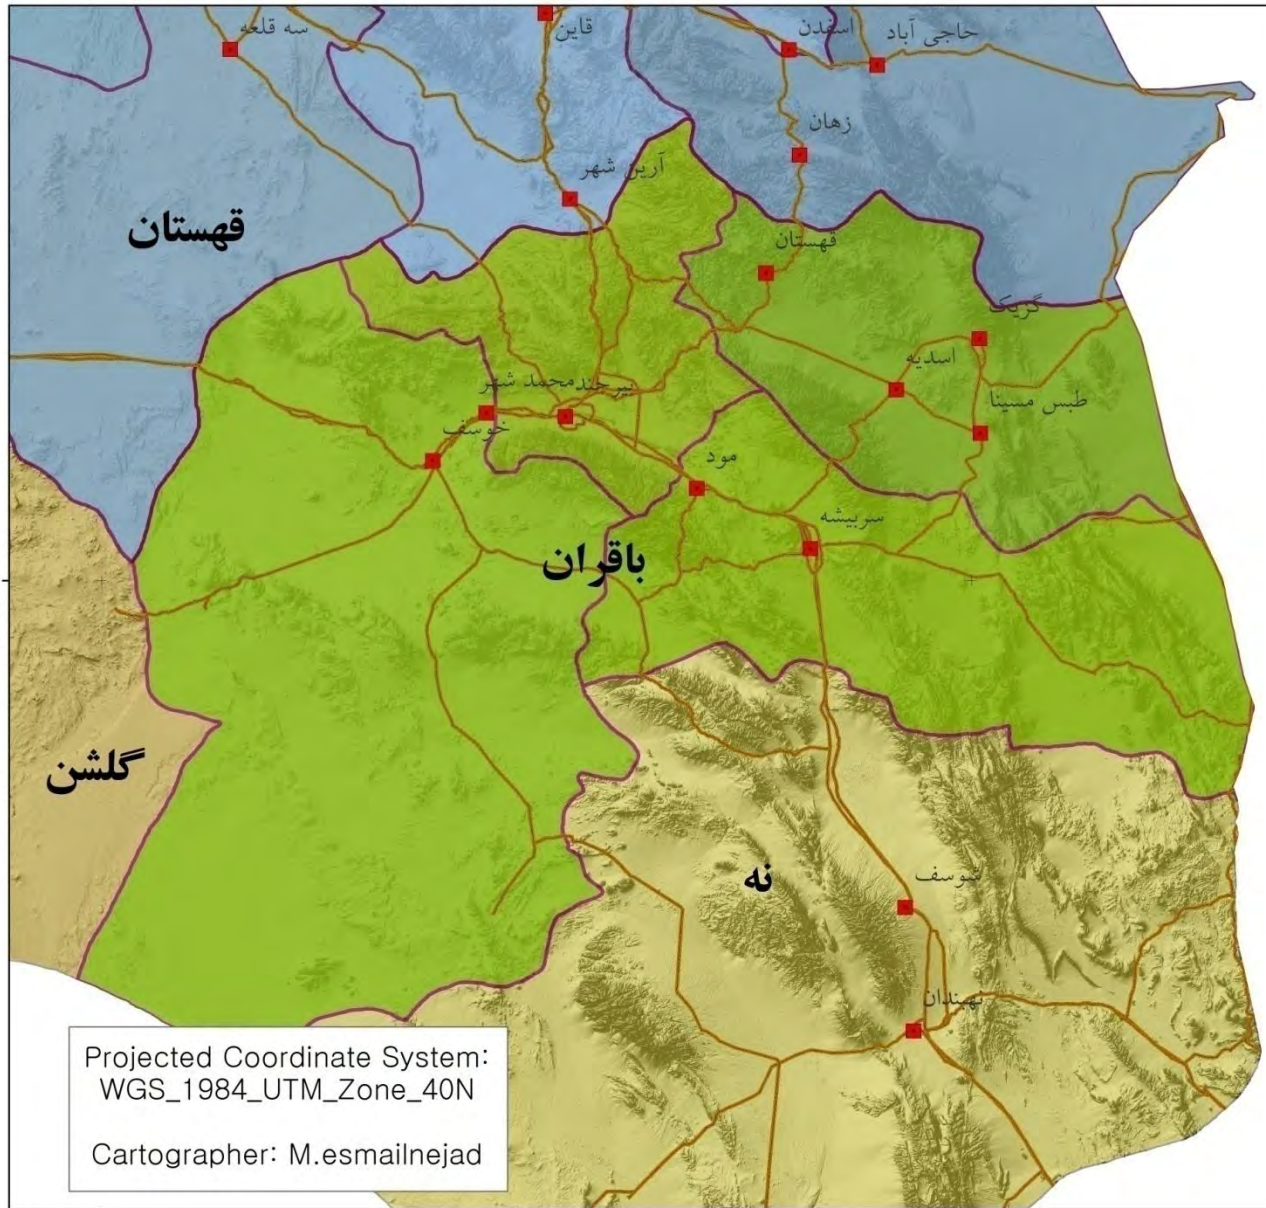 سه قلعه
قاین
اسفدن
حاجی آباد
زهان
آرین شهر
قهستان
قهستان
گزیک
اسدیه
طبس مسینا
بیرجند
محمد شهر
خوسف
مود
سربیشه
باقران
گلشن
نه
شوسف
نهبندان
Projected Coordinate System:
WGS_1984_UTM_Zone_40N
Cartographer: M.esmailnejad